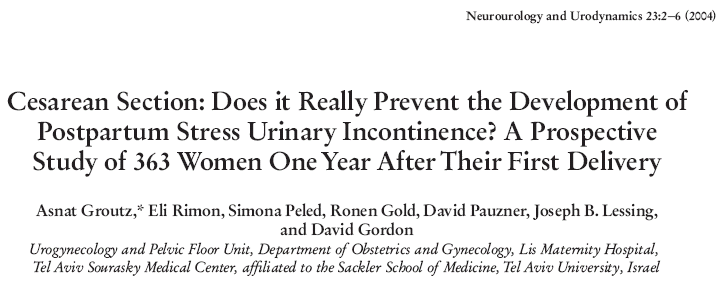 Neurourology and Urodynamics 23:2–6 (2004)
Cesarean Section: Does it Really Prevent the Development of
Postpartum Stress Urinary Incontinence? A Prospective
Study of 363 Women One Year After Their First Delivery
Asnat Groutz,* Eli Rimon, Simona Peled, Ronen Gold, David Pauzner, Joseph B. Lessing,
and David Gordon
Urogynecology and Pelvic Floor Unit, Department of Obstetrics and Gynecology, Lis Maternity Hospital,
Tel Aviv Sourasky Medical Center, affiliated to the Sackler School of Medicine, Tel Aviv University, Israel